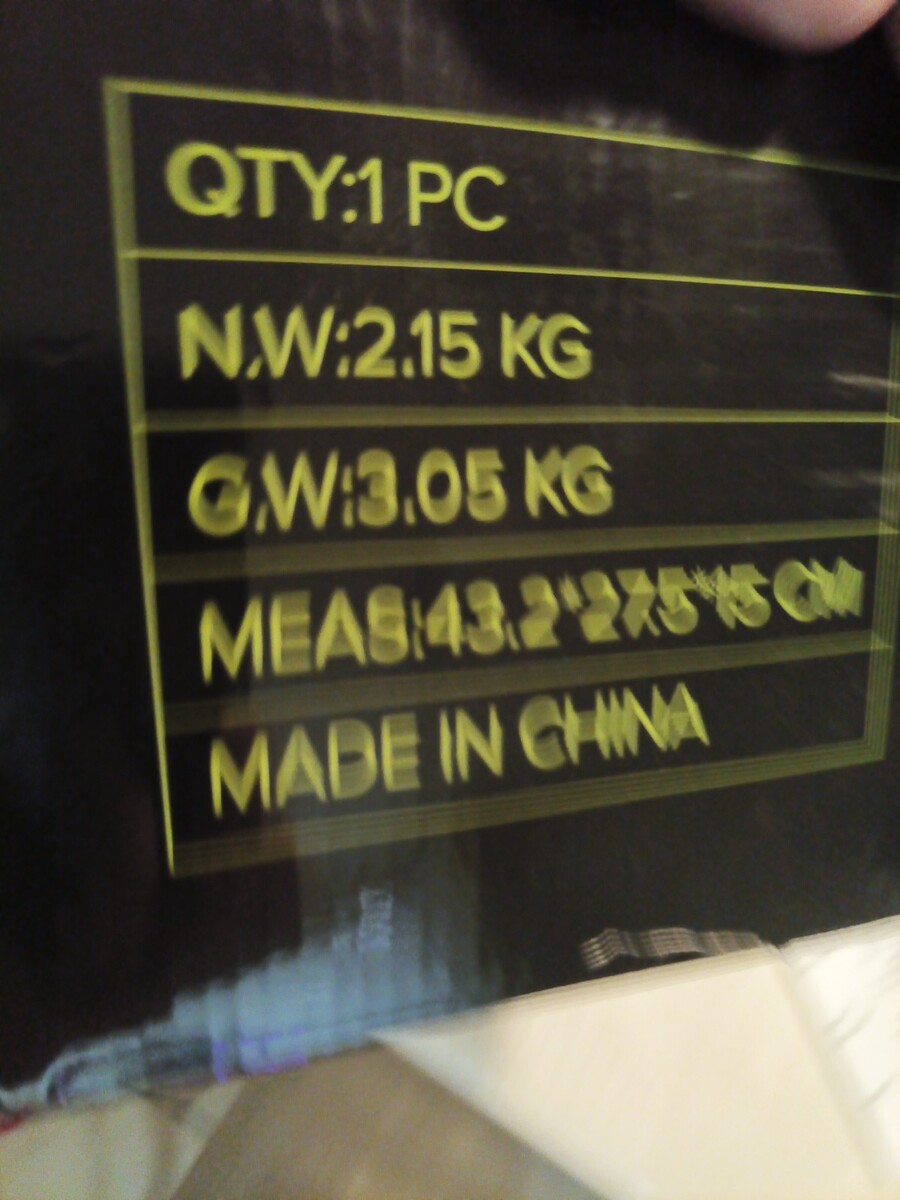 QTY:1 PC
N.W:2.15 KG
G.W:3.05 KG
MEAS:43.2*27.5*15 CM
MADE IN CHINA